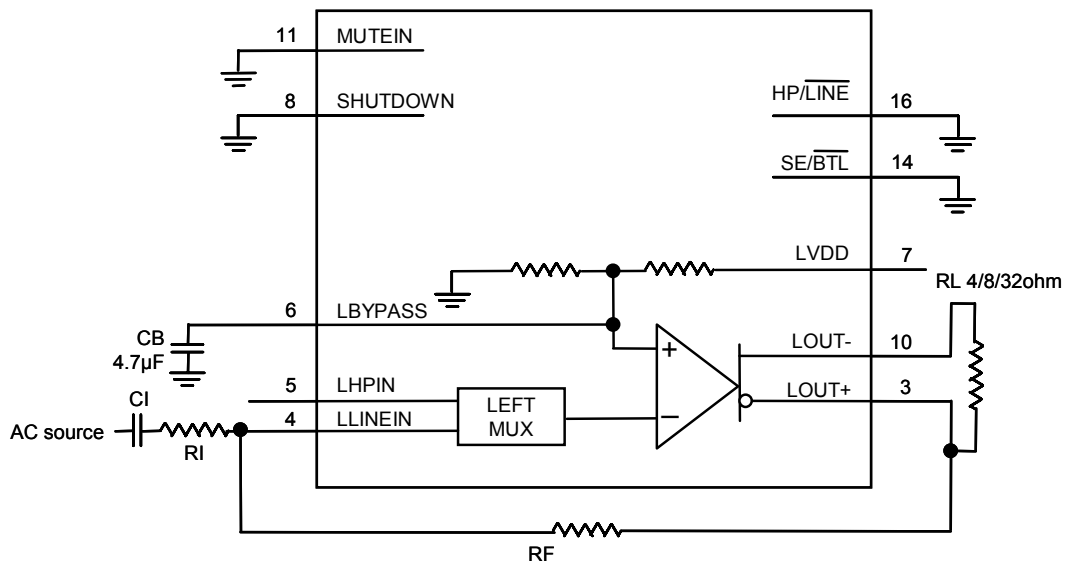 11 MUTEIN
8 SHUTDOWN
HP/LINE 16
SE/BTL 14
LVDD 7
RL 4/8/32ohm
6 LBYPASS
CB
4.7µF
+
LOUT- 10
5 LHPIN
LOUT+ 3
LEFT
MUX
−
CI
4 LLINEIN
AC source
RI
RF